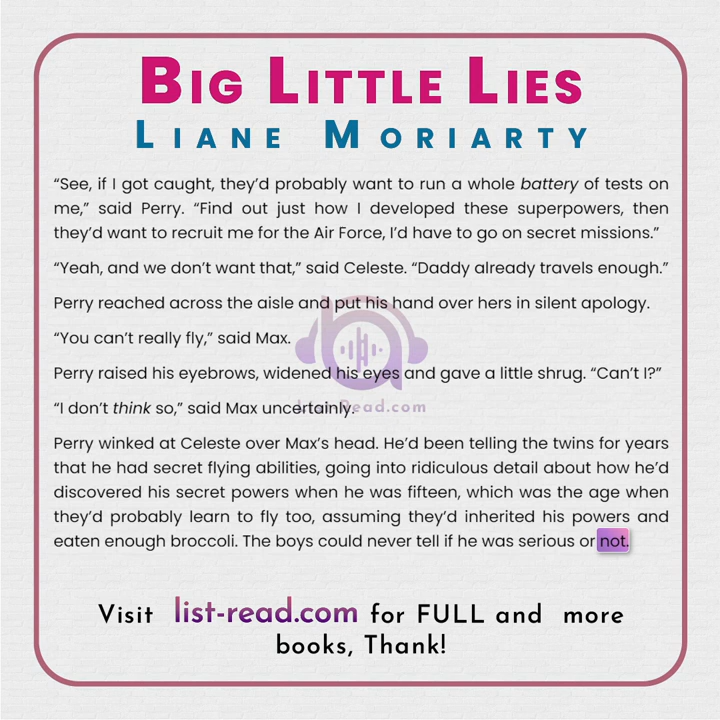 BIG LITTLE LIES
LIANE MORIARTY
“See, if I got caught, they’d probably want to run a whole battery of tests on
me,” said Perry. “Find out just how I developed these superpowers, then
they’d want to recruit me for the Air Force, I’d have to go on secret missions.”
“Yeah, and we don’t want that,” said Celeste. “Daddy already travels enough.”
Perry reached across the aisle and put his hand over hers in silent apology.
“You can’t really fly,” said Max.
Perry raised his eyebrows, widened his eyes and gave a little shrug. “Can’t I?”
“I don’t think so,” said Max uncertainly.
Perry winked at Celeste over Max’s head. He’d been telling the twins for years
that he had secret flying abilities, going into ridiculous detail about how he’d
discovered his secret powers when he was fifteen, which was the age when
they’d probably learn to fly too, assuming they’d inherited his powers and
eaten enough broccoli. The boys could never tell if he was serious or not.
Visit list-read.com for FULL and more
books, Thank!